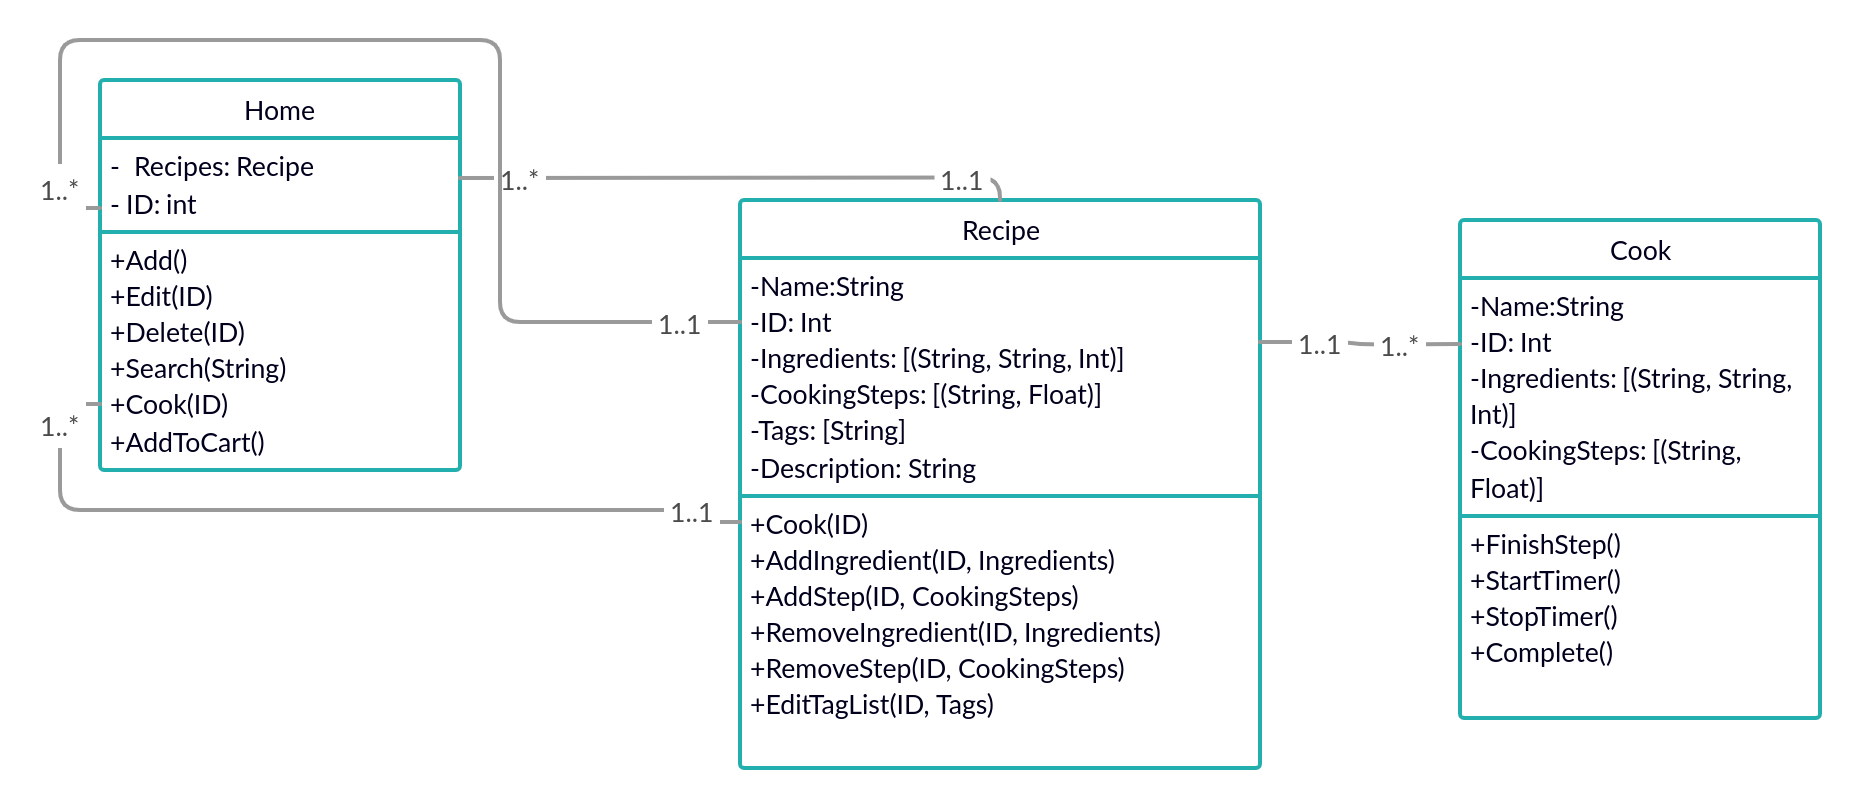 Home
- Recipes: Recipe
- ID: int
+Add()
+Edit(ID)
+Delete(ID)
+Search(String)
+Cook(ID)
+AddToCart()
1..*
1..*
1..*
1..1
1..1
1..1
Recipe
-Name:String
-ID: Int
-Ingredients: [(String, String, Int)]
-CookingSteps: [(String, Float)]
-Tags: [String]
-Description: String
+Cook(ID)
+AddIngredient(ID, Ingredients)
+AddStep(ID, CookingSteps)
+RemoveIngredient(ID, Ingredients)
+RemoveStep(ID, CookingSteps)
+EditTagList(ID, Tags)
1..1
1..*
Cook
-Name:String
-ID: Int
-Ingredients: [(String, String,
Int)]
-CookingSteps: [(String,
Float)]
+FinishStep()
+StartTimer()
+StopTimer()
+Complete()